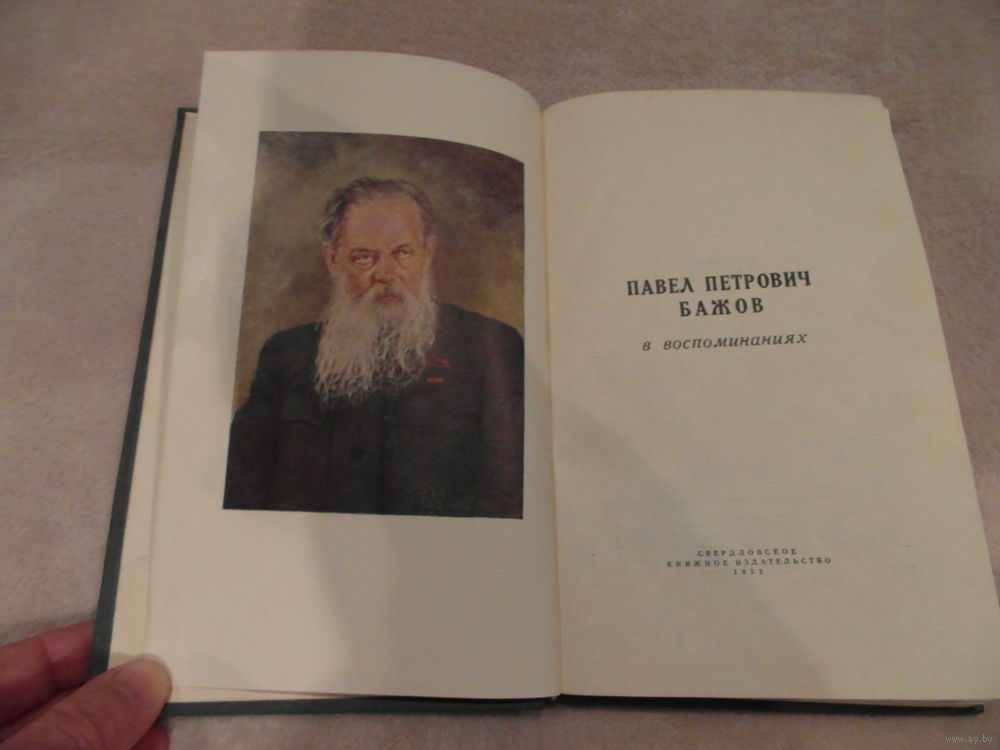 ПАВЕЛ ПЕТРОВИЧ
БАЖОВ
в воспоминаниях
СВЕРДЛОВСКОЕ
КНИЖНОЕ ИЗДАТЕЛЬСТВО
www.ay.by